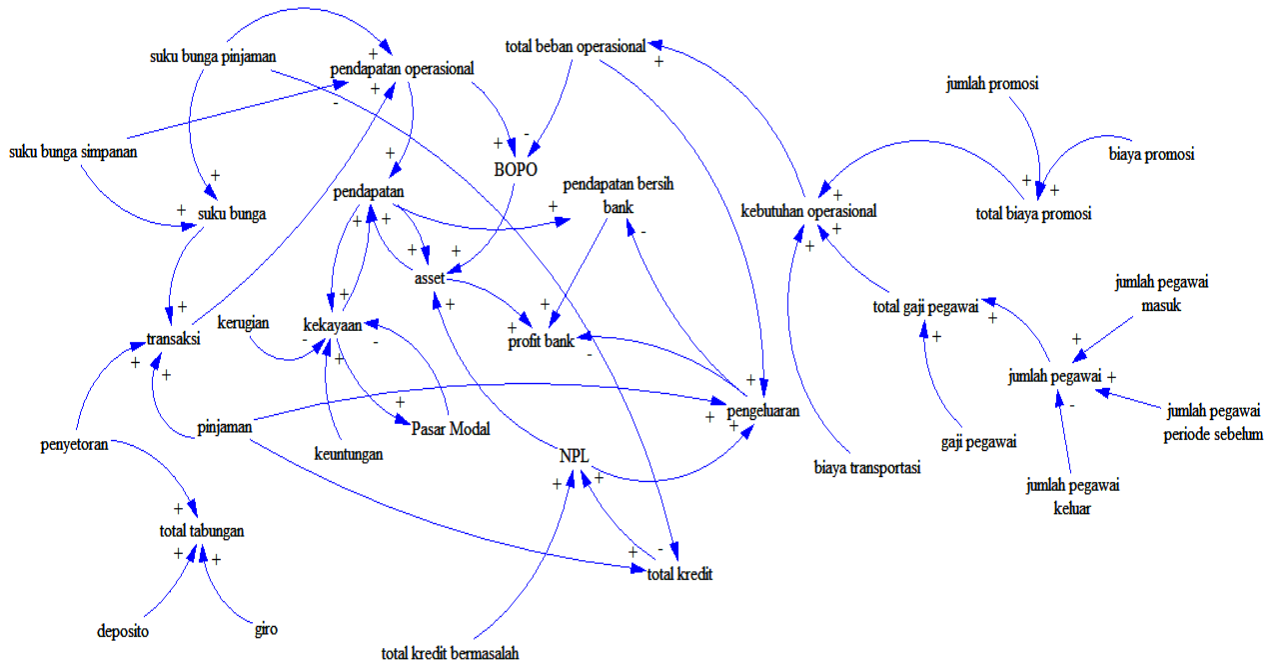 suku bunga pinjaman
pendapatan operasional
total beban operasional
jumlah promosi
biaya promosi
suku bunga simpanan
BOPO
pendapatan
pendapatan bersih
bank
suku bunga
kebutuhan operasional
total biaya promosi
asset
jumlah pegawai
masuk
total gaji pegawai
kerugian
kekayaan
transaksi
profit bank
jumlah pegawai
pinjaman
Pasar Modal
pengeluaran
jumlah pegawai
periode sebelum
penyetoran
keuntungan
NPL
biaya transportasi
gaji pegawai
jumlah pegawai
keluar
total tabungan
total kredit
deposito
giro
total kredit bermasalah